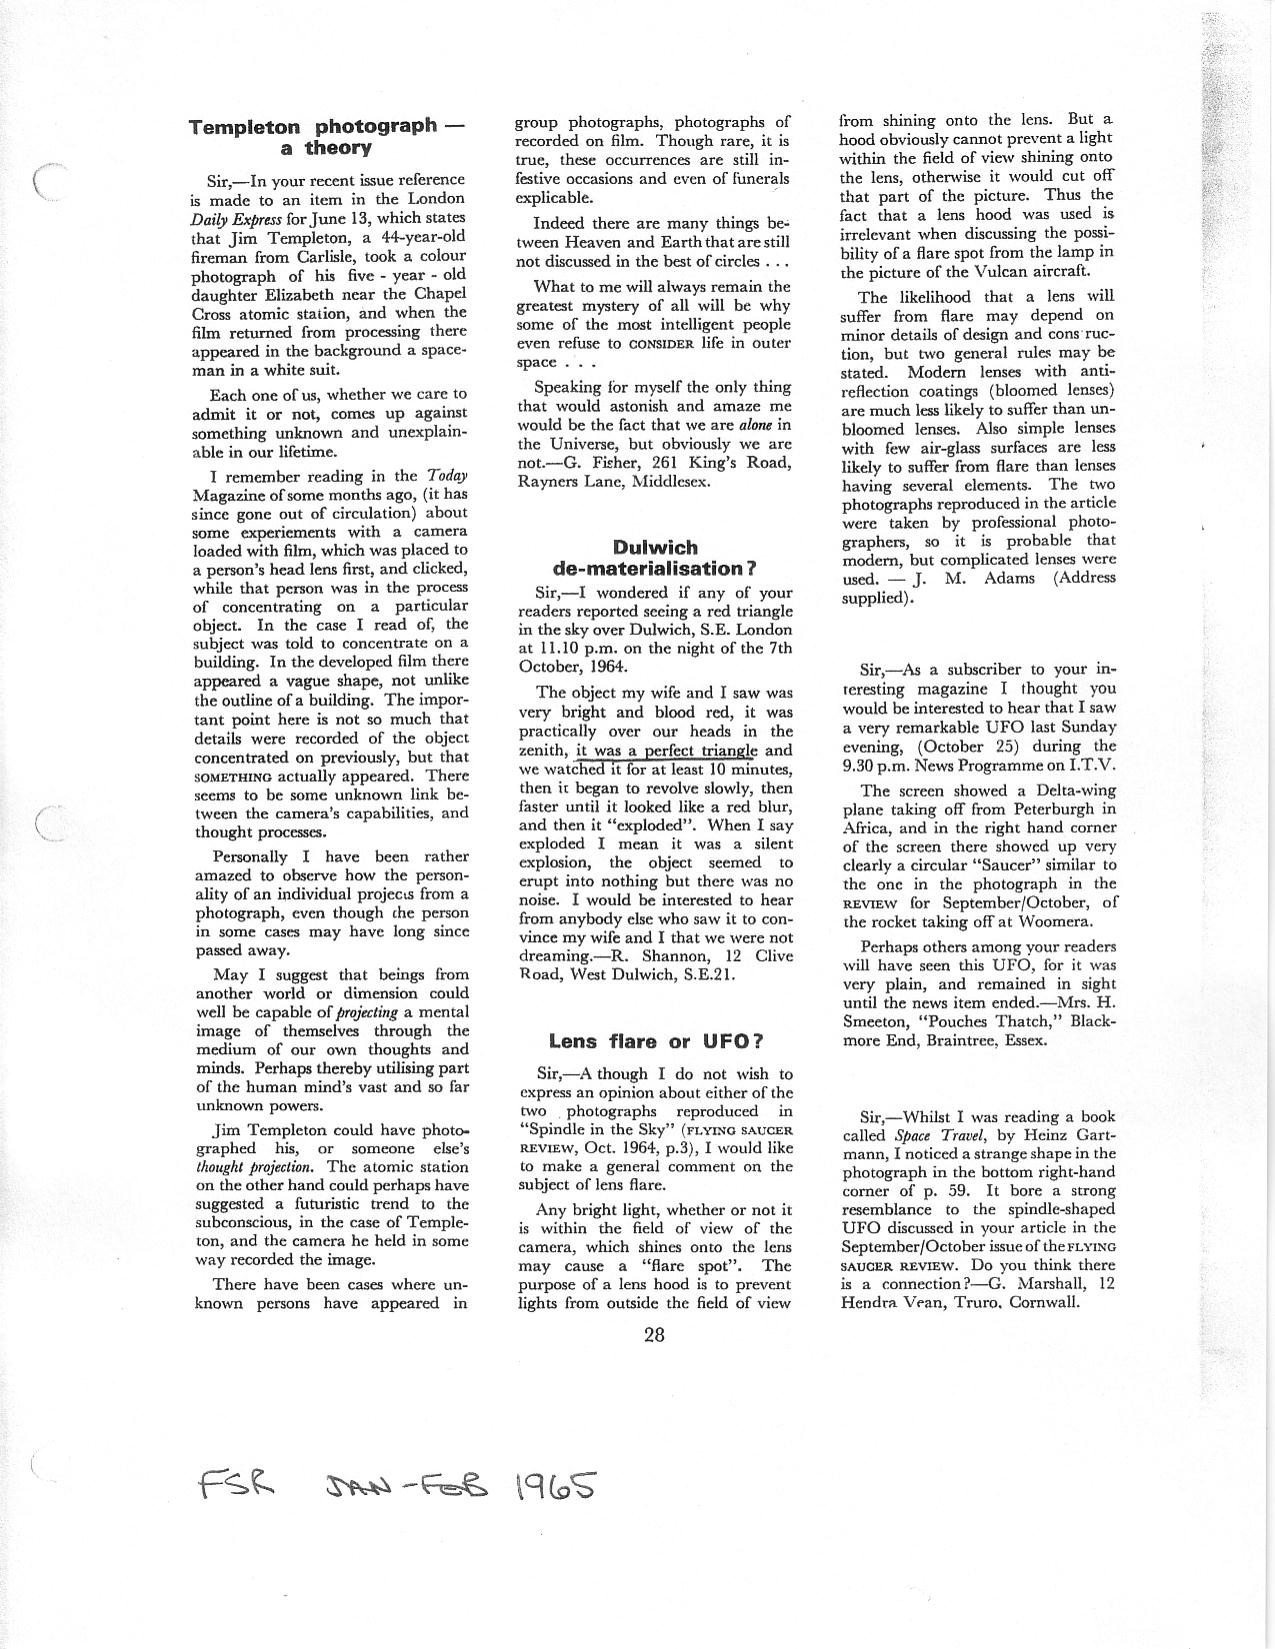 Templeton photograph —
a theory
Sir,—In your recent issue reference
is made to an item in the London
Daily Express for June 13, which states
that Jim Templeton, a 44-year-old
fireman from Carlisle, took a colour
photograph of his five - year - old
daughter Elizabeth near the Chapel
Cross atomic station, and when the
film returned from processing there
appeared in the background a space-
man in a white suit.
Each one of us, whether we care to
admit it or not, comes up against
something unknown and unexplain-
able in our lifetime.
I remember reading in the Today
Magazine of some months ago, (it has
since gone out of circulation) about
some experiements with a camera
loaded with film, which was placed to
a person's head lens first, and clicked,
while that person was in the process
of concentrating on a particular
object. In the case I read of, the
subject was told to concentrate on a
building. In the developed film there
appeared a vague shape, not unlike
the outline of a building. The impor-
tant point here is not so much that
details were recorded of the object
concentrated on previously, but that
SOMETHING actually appeared. There
seems to be some unknown link be-
tween the camera's capabilities, and
thought processes.
Personally I have been rather
amazed to observe how the person-
ality of an individual projects from a
photograph, even though the person
in some cases may have long since
passed away.
May I suggest that beings from
another world or dimension could
well be capable of projecting a mental
image of themselves through the
medium of our own thoughts and
minds. Perhaps thereby utilising part
of the human mind's vast and so far
unknown powers.
Jim Templeton could have photo-
graphed his, or someone else's
thought projection. The atomic station
on the other hand could perhaps have
suggested a futuristic trend to the
subconscious, in the case of Temple-
ton, and the camera he held in some
way recorded the image.
There have been cases where un-
known persons have appeared in
group photographs, photographs of
recorded on film. Though rare, it is
true, these occurrences are still in-
festive occasions and even of funerals
explicable.
Indeed there are many things be-
tween Heaven and Earth that are still
not discussed in the best of circles . . .
What to me will always remain the
greatest mystery of all will be why
some of the most intelligent people
even refuse to CONSIDER life in outer
space . . .
Speaking for myself the only thing
that would astonish and amaze me
would be the fact that we are alone in
the Universe, but obviously we are
not.—G. Fisher, 261 King's Road,
Rayners Lane, Middlesex.
Dulwich
de-materialisation?
Sir,—I wondered if any of your
readers reported seeing a red triangle
in the sky over Dulwich, S.E. London
at 11.10 p.m. on the night of the 7th
October, 1964.
The object my wife and I saw was
very bright and blood red, it was
practically over our heads in the
zenith, it was a perfect triangle and
we watched it for at least 10 minutes,
then it began to revolve slowly, then
faster until it looked like a red blur,
and then it "exploded". When I say
exploded I mean it was a silent
explosion, the object seemed to
erupt into nothing but there was no
noise. I would be interested to hear
from anybody else who saw it to con-
vince my wife and I that we were not
dreaming.—R. Shannon, 12 Clive
Road, West Dulwich, S.E.21.
Lens flare or UFO?
Sir,—A though I do not wish to
express an opinion about either of the
two photographs reproduced in
"Spindle in the Sky" (FLYING SAUCER
REVIEW, Oct. 1964, p.3), I would like
to make a general comment on the
subject of lens flare.
Any bright light, whether or not it
is within the field of view of the
camera, which shines onto the lens
may cause a "flare spot". The
purpose of a lens hood is to prevent
lights from outside the field of view
from shining onto the lens. But a
hood obviously cannot prevent a light
within the field of view shining onto
the lens, otherwise it would cut off
that part of the picture. Thus the
fact that a lens hood was used is
irrelevant when discussing the possi-
bility of a flare spot from the lamp in
the picture of the Vulcan aircraft.
The likelihood that a lens will
suffer from flare may depend on
minor details of design and cons ruc-
tion, but two general rules may be
stated. Modern lenses with anti-
reflection coatings (bloomed lenses)
are much less likely to suffer than un-
bloomed lenses. Also simple lenses
with few air-glass surfaces are less
likely to suffer from flare than lenses
having several elements. The two
photographs reproduced in the article
were taken by professional photo-
graphers, so it is probable that
modern, but complicated lenses were
used. — J. M. Adams (Address
supplied).
Sir,—As a subscriber to your in-
teresting magazine I thought you
would be interested to hear that I saw
a very remarkable UFO last Sunday
evening, (October 25) during the
9.30 p.m. News Programme on I.T.V.
The screen showed a Delta-wing
plane taking off from Peterburgh in
Africa, and in the right hand corner
of the screen there showed up very
clearly a circular "Saucer" similar to
the one in the photograph in the
REVIEW for September/October, of
the rocket taking off at Woomera.
Perhaps others among your readers
will have seen this UFO, for it was
very plain, and remained in sight
until the news item ended.—Mrs. H.
Smeeton, "Pouches Thatch," Black-
more End, Braintree, Essex.
Sir,—Whilst I was reading a book
called Space Travel, by Heinz Gart-
mann, I noticed a strange shape in the
photograph in the bottom right-hand
corner of p. 59. It bore a strong
resemblance to the spindle-shaped
UFO discussed in your article in the
September/October issue of the FLYING
SAUCER REVIEW. Do you think there
is a connection?—G. Marshall, 12
Hendra Vean, Truro, Cornwall.
28
FSR JAN-FEB 1965